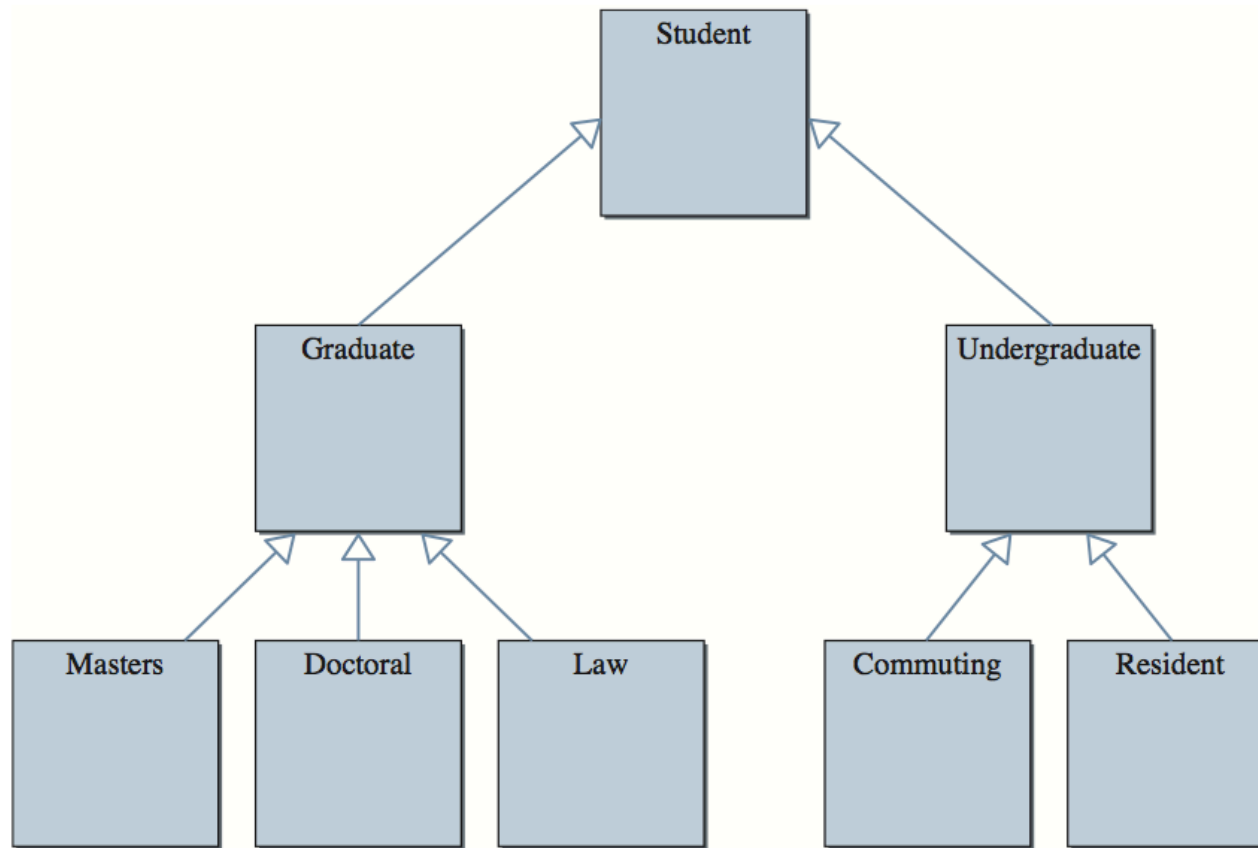 Student
Graduate
Undergraduate
Masters
Doctoral
Law
Commuting
Resident